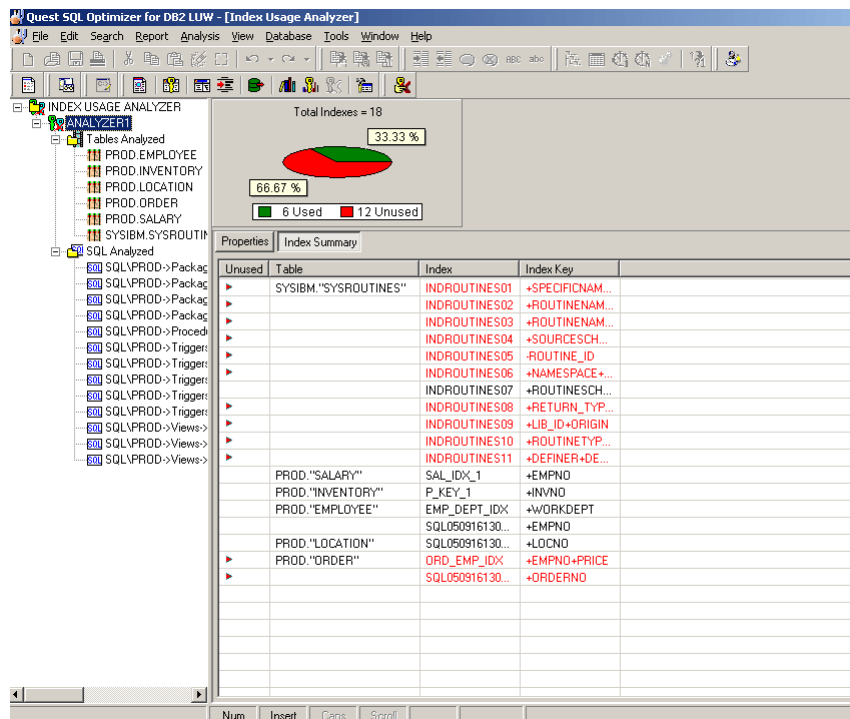 Quest SQL Optimizer for DB2 LUW - [Index Usage Analyzer]
File Edit Search Report Analysis View Database Tools Window Help
INDEX USAGE ANALYZER
ANALYZER1
Tables Analyzed
PROD.EMPLOYEE
PROD.INVENTORY
PROD.LOCATION
PROD.ORDER
PROD.SALARY
SYSIBM.SYSROUTIN
SQL Analyzed
SQL\PROD->Packag
SQL\PROD->Packag
SQL\PROD->Packag
SQL\PROD->Packag
SQL\PROD->Procedu
SQL\PROD->Triggers
SQL\PROD->Triggers
SQL\PROD->Triggers
SQL\PROD->Triggers
SQL\PROD->Triggers
SQL\PROD->Views->
SQL\PROD->Views->
SQL\PROD->Views->
Total Indexes = 18
33.33 %
66.67 %
6 Used 12 Unused
Properties Index Summary
Unused Table Index Index Key
SYSIBM."SYSROUTINES" INDROUTINES01 +SPECIFICNAM...
INDROUTINES02 +ROUTINENAM...
INDROUTINES03 +ROUTINENAM...
INDROUTINES04 +SOURCESCH...
INDROUTINES05 -ROUTINE_ID
INDROUTINES06 +NAMESPACE+...
INDROUTINES07 +ROUTINESCH...
INDROUTINES08 +RETURN_TYP...
INDROUTINES09 +LIB_ID+ORIGIN
INDROUTINES10 +ROUTINETYP...
INDROUTINES11 +DEFINER+DE...
PROD."SALARY" SAL_IDX_1 +EMPNO
PROD."INVENTORY" P_KEY_1 +INVNO
PROD."EMPLOYEE" EMP_DEPT_IDX +WORKDEPT
SQL050916130... +EMPNO
PROD."LOCATION" SQL050916130... +LOCNO
PROD."ORDER" ORD_EMP_IDX +EMPNO+PRICE
SQL050916130... +ORDERNO
Num Insert Caps Scroll